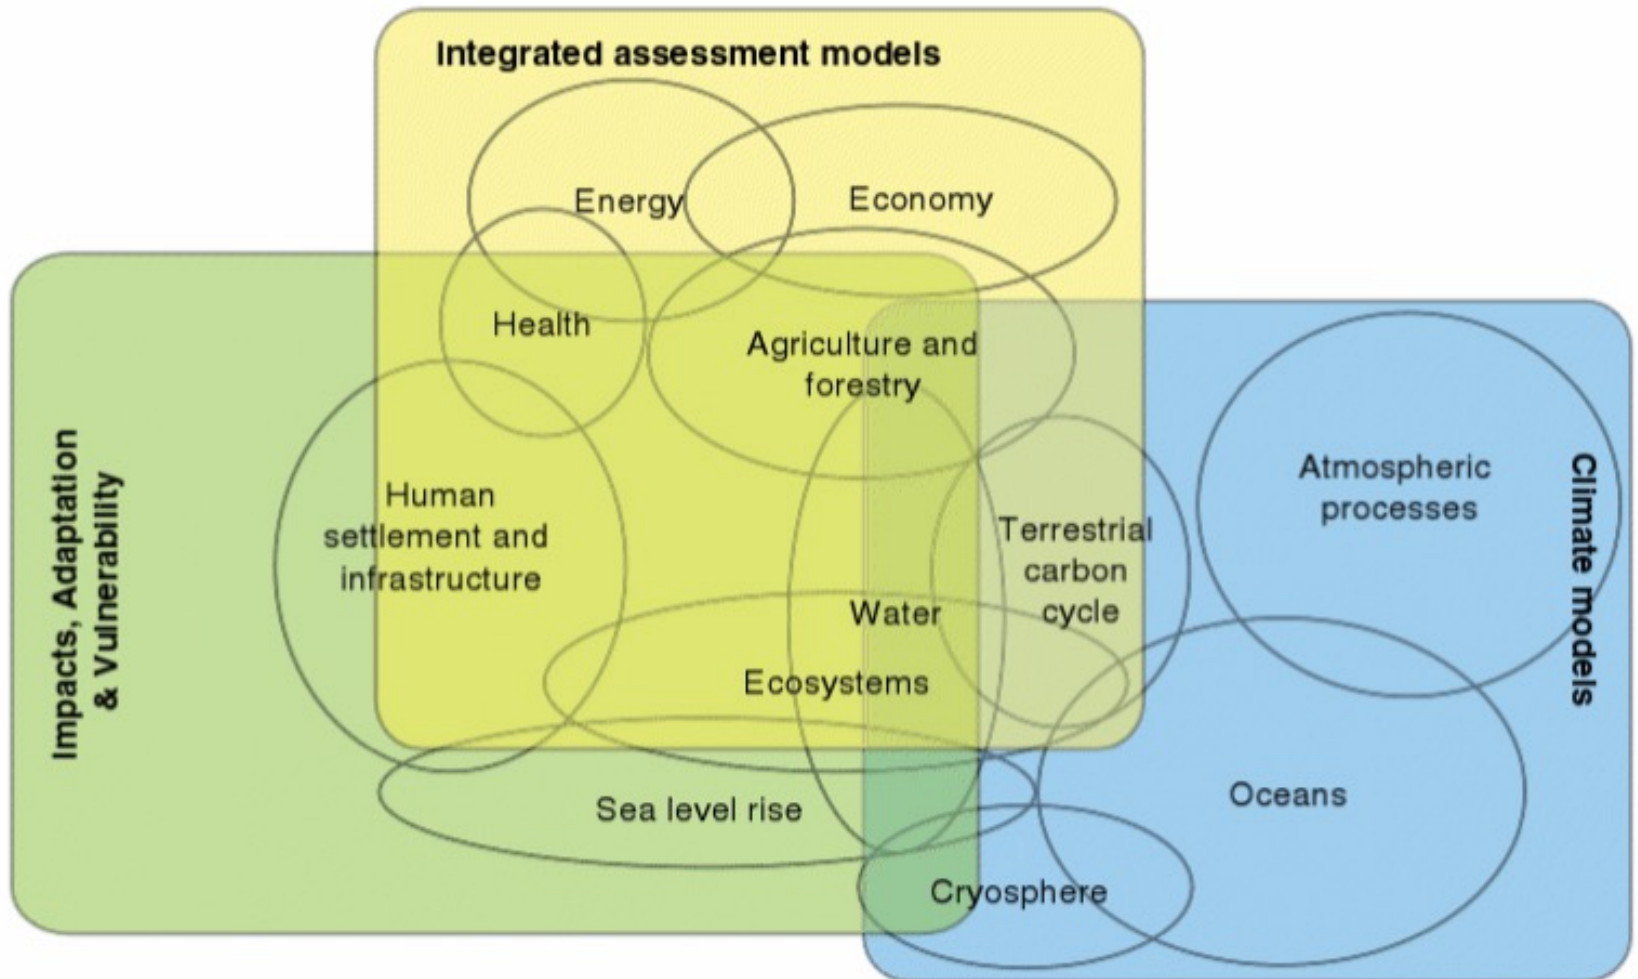 Integrated assessment models
Energy
Economy
Health
Agriculture and
forestry
Impacts, Adaptation
& Vulnerability
Human
settlement and
infrastructure
Terrestrial
carbon
cycle
Atmospheric
processes
Climate models
Water
Ecosystems
Sea level rise
Oceans
Cryosphere